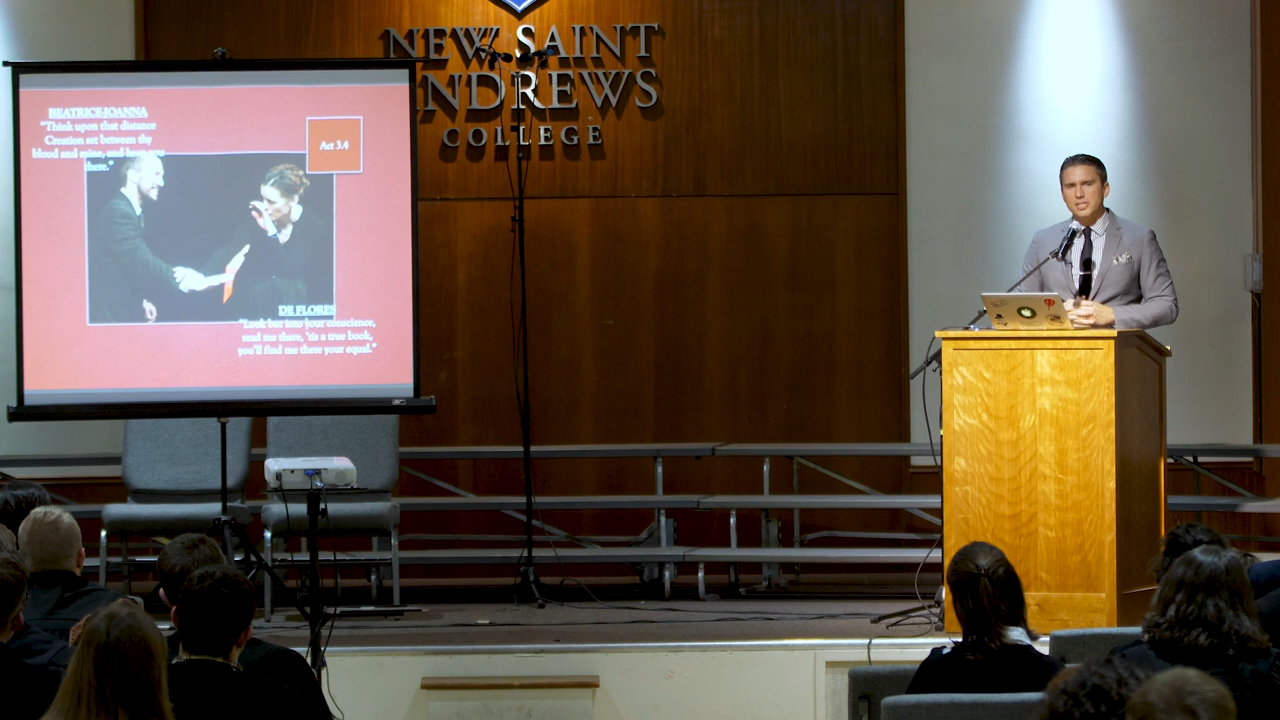 NEW SAINT
ANDREWS
COLLEGE
BEATRICE-JOANNA
"Think upon that distance
Creation set between thy
blood and mine, and keep you
there."
Act 3.4
DE FLORES
"Look but into your conscience,
read me there, 'tis a true book,
you'll find me there your equal."